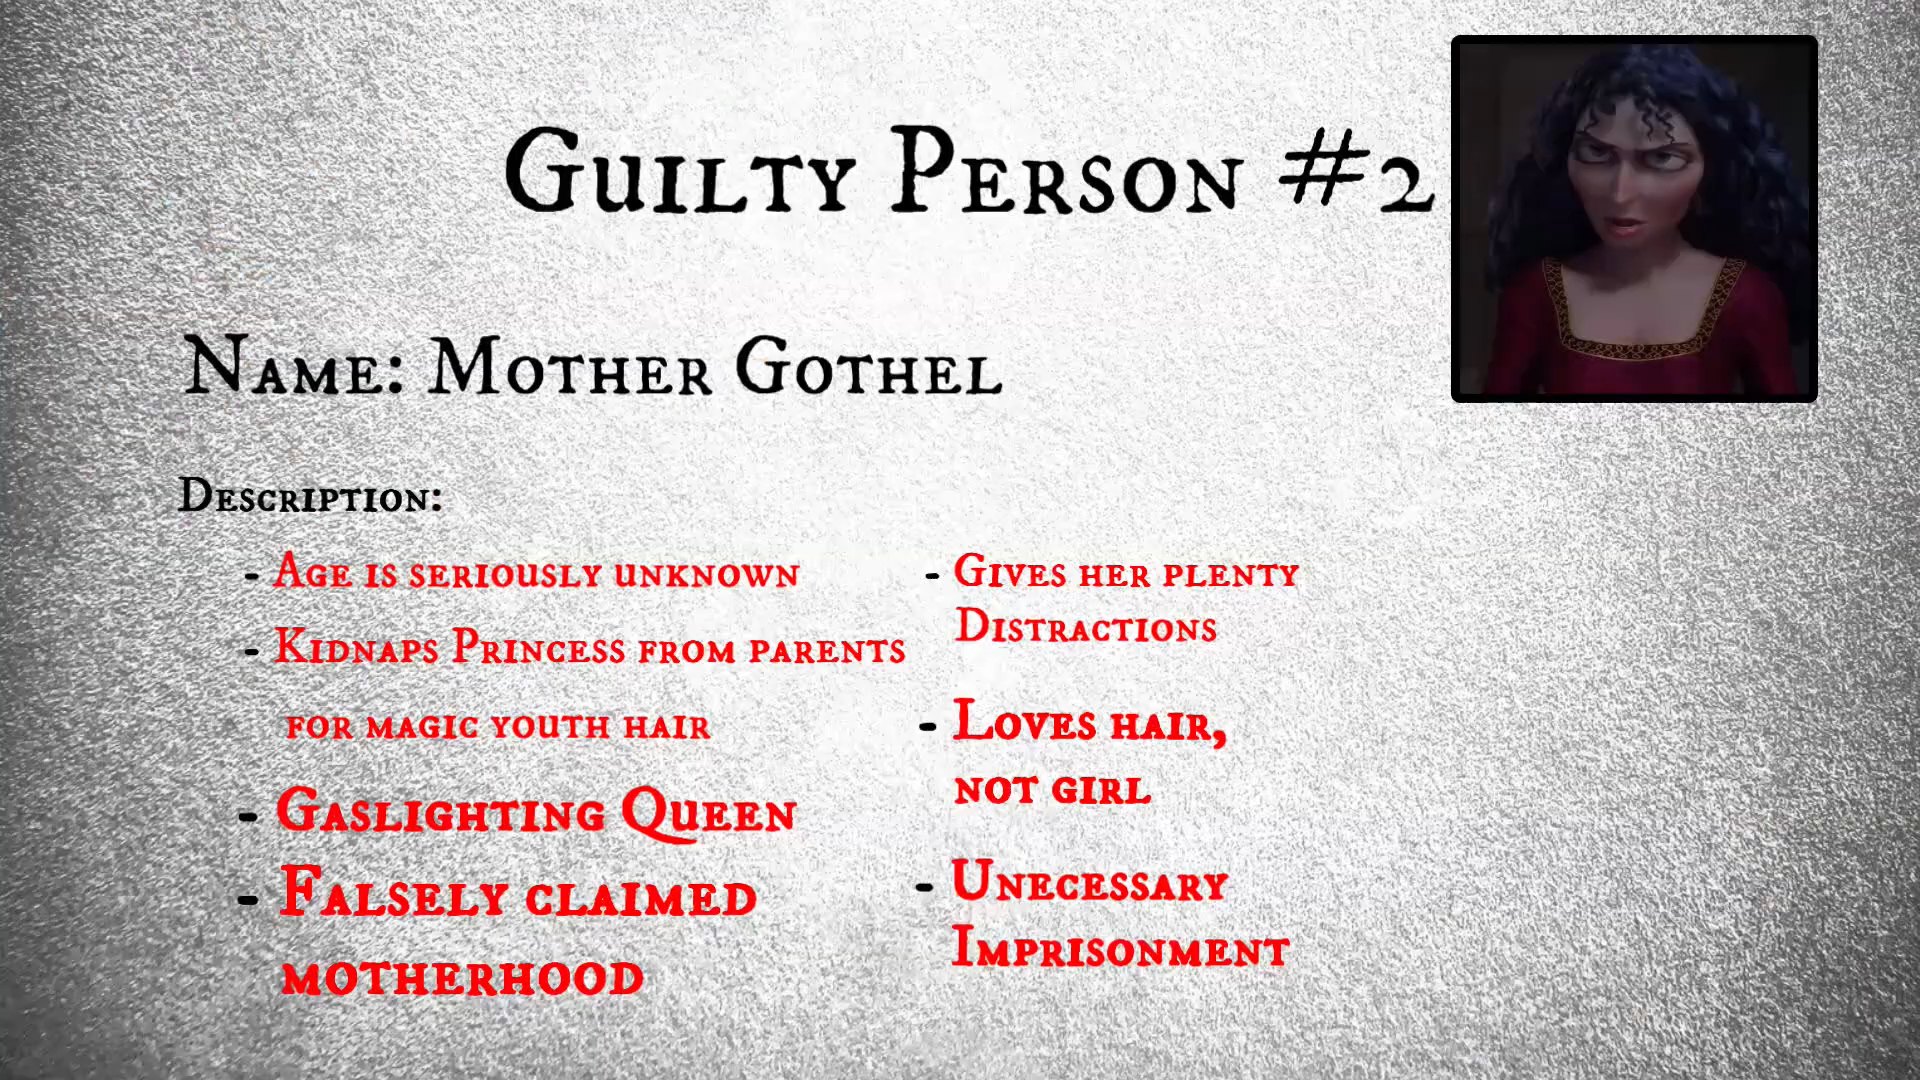 Guilty Person #2
Name: Mother Gothel
Description:
- Age is seriously unknown
- Kidnaps Princess from parents
for magic youth hair
- Gaslighting Queen
- Falsely claimed
motherhood
- Gives her plenty
Distractions
- Loves hair,
not girl
- Unecessary
Imprisonment